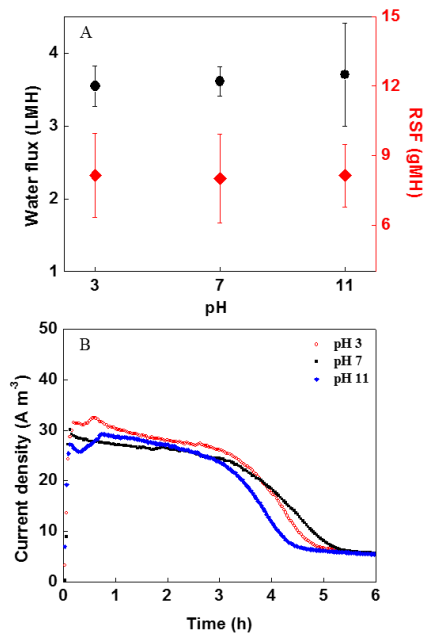 A
4
3
2
1
Water flux (LMH)
15
12
9
6
RSF (gMH)
3
7
11
pH
B
pH 3
pH 7
pH 11
50
40
30
20
10
0
Current density (A m-3)
0
1
2
3
4
5
6
Time (h)